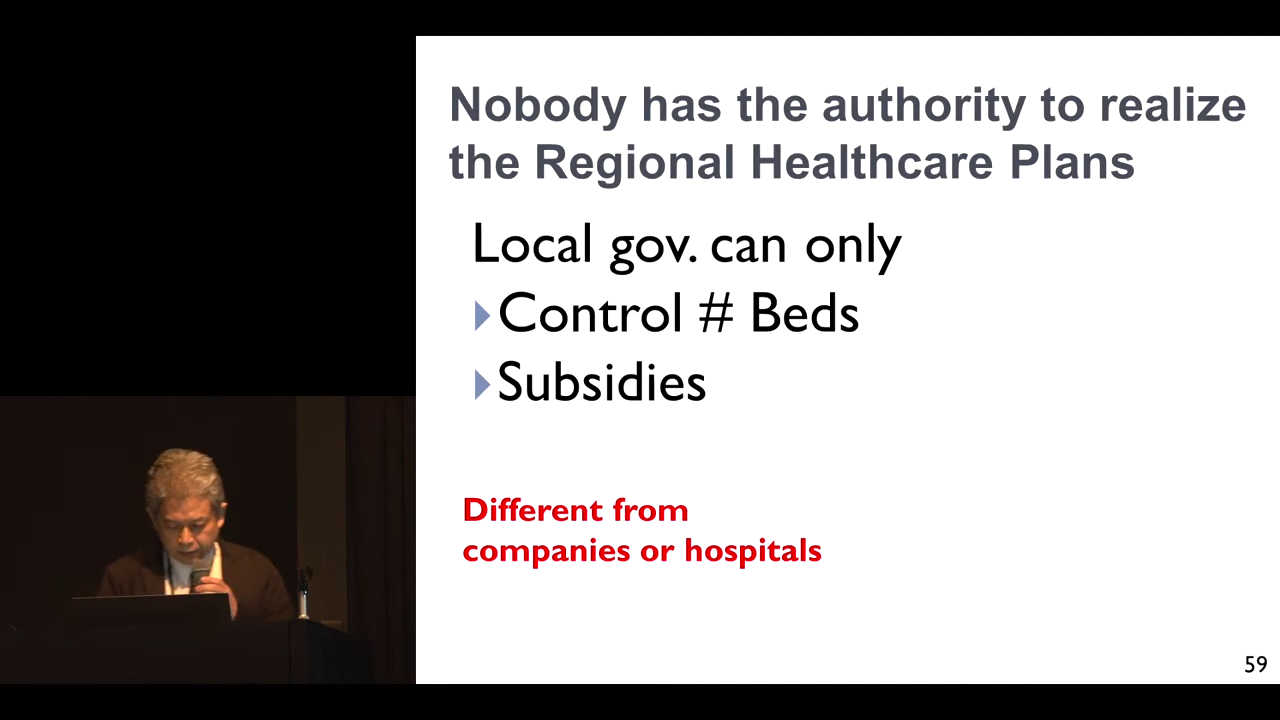 Nobody has the authority to realize
the Regional Healthcare Plans
Local gov. can only
Control # Beds
Subsidies
Different from
companies or hospitals
59